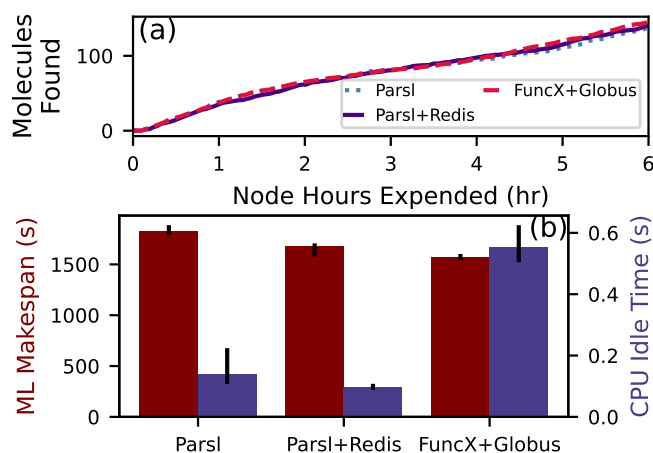 (a)
Molecules
Found
100
0
Parsl
Parsl+Redis
FuncX+Globus
0 1 2 3 4 5 6
Node Hours Expended (hr)
(b)
ML Makespan (s)
1500
1000
500
0
CPU Idle Time (s)
0.6
0.4
0.2
0.0
Parsl Parsl+Redis FuncX+Globus